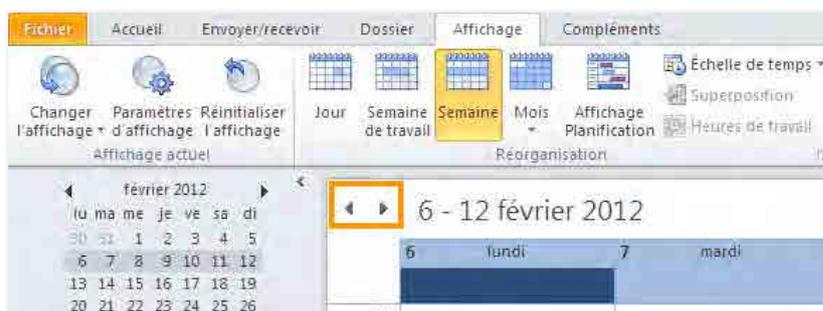 Fichier Accueil Envoyer/recevoir Dossier Affichage Compléments
Changer l'affichage
Paramètres d'affichage
Réinitialiser l'affichage
Affichage actuel
Jour
Semaine de travail
Semaine
Mois
Affichage Planification
Réorganisation
Échelle de temps
Superposition
Heures de travail
février 2012
lu ma me je ve sa di
30 31 1 2 3 4 5
6 7 8 9 10 11 12
13 14 15 16 17 18 19
20 21 22 23 24 25 26
6 - 12 février 2012
6 lundi 7 mardi